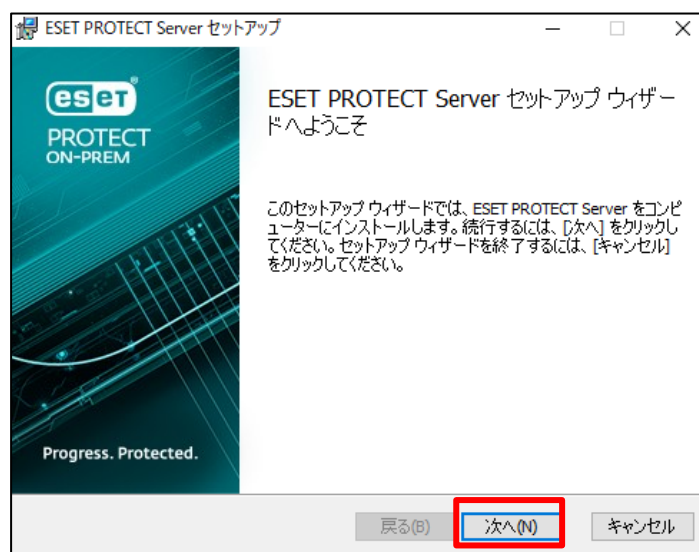 ESET PROTECT Server セットアップ
eset
PROTECT
ON-PREM
Progress. Protected.
ESET PROTECT Server セットアップ ウィザー
ドへようこそ
このセットアップ ウィザードでは、ESET PROTECT Server をコンピ
ューターにインストールします。続行するには、[次へ] をクリックし
てください。セットアップ ウィザードを終了するには、[キャンセル]
をクリックしてください。
戻る(B)
次へ(N)
キャンセル